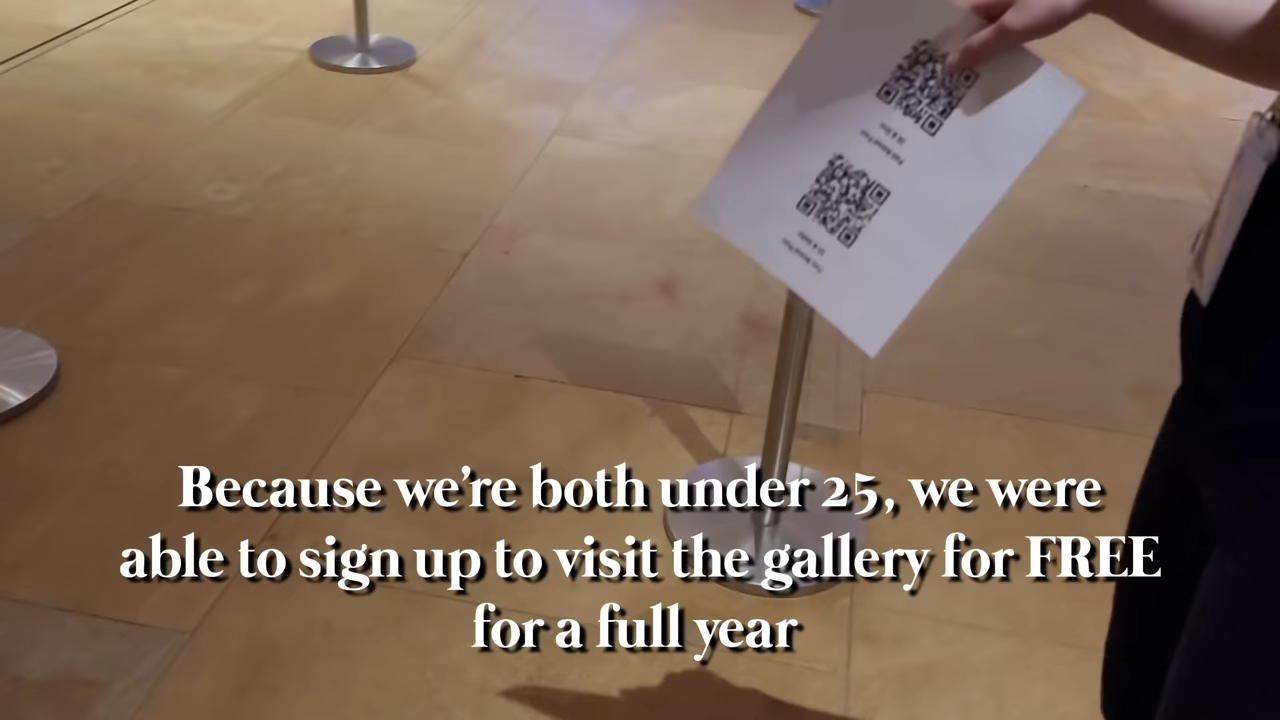 Because we're both under 25, we were
able to sign up to visit the gallery for FREE
for a full year